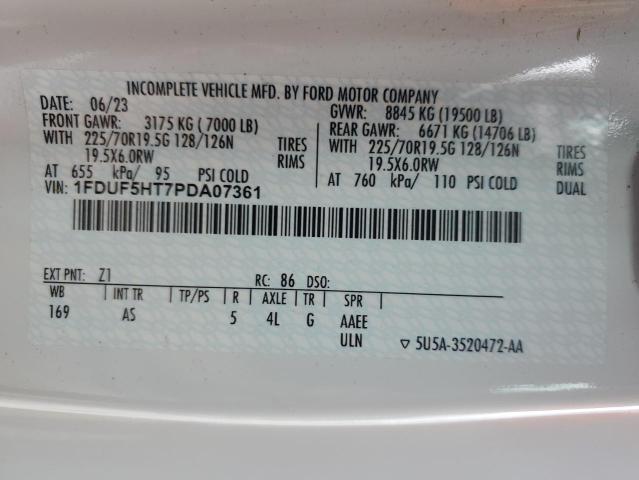 INCOMPLETE VEHICLE MFD. BY FORD MOTOR COMPANY
DATE: 06/23 GVWR: 8845 KG (19500 LB)
FRONT GAWR: 3175 KG ( 7000 LB) REAR GAWR: 6671 KG (14706 LB)
WITH 225/70R19.5G 128/126N TIRES WITH 225/70R19.5G 128/126N TIRES
19.5X6.0RW RIMS 19.5X6.0RW RIMS
AT 655 kPa/ 95 PSI COLD AT 760 kPa/ 110 PSI COLD DUAL
VIN: 1FDUF5HT7PDA07361
EXT PNT: Z1 RC: 86 DSO:
WB INT TR TP/PS R AXLE TR SPR
169 AS 5 4L G AAEE
ULN ▽ 5U5A-3520472-AA